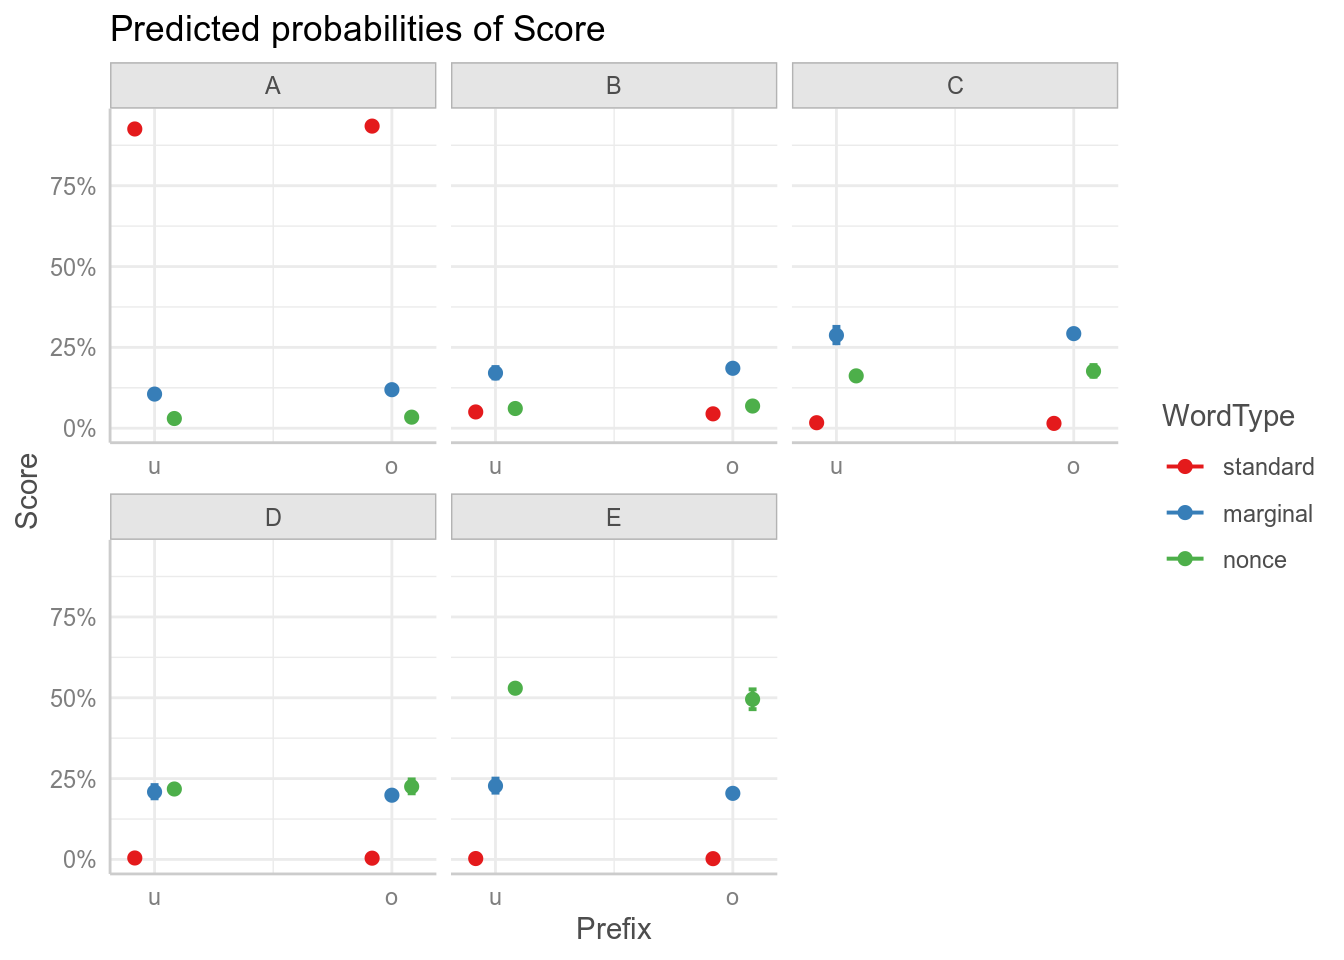 Predicted probabilities of Score
A B C
75%
50%
25%
0%
u o u o u o
Score
D E
75%
50%
25%
0%
u o u o
Prefix
WordType
standard
marginal
nonce